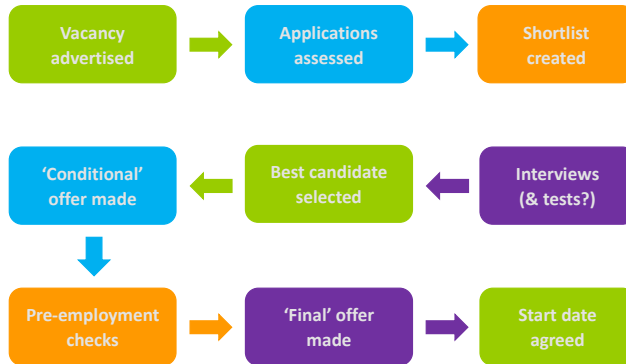 Vacancy
advertised
Applications
assessed
Shortlist
created
‘Conditional’
offer made
Best candidate
selected
Interviews
(& tests?)
Pre-employment
checks
‘Final’ offer
made
Start date
agreed